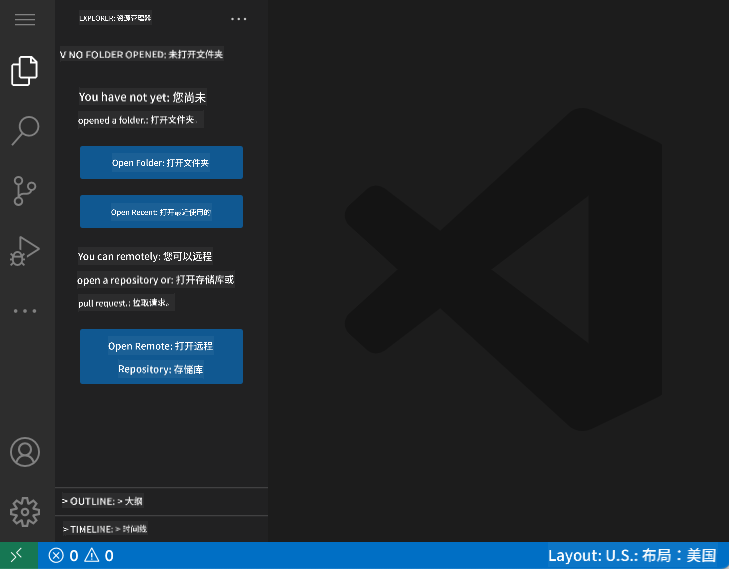 EXPLORER: 资源管理器
V NO FOLDER OPENED: 未打开文件夹
You have not yet: 您尚未
opened a folder.: 打开文件夹.
Open Folder: 打开文件夹
Open Recent: 打开最近使用的
You can remotely: 您可以远程
open a repository or: 打开存储库或
pull request.: 拉取请求。
Open Remote: 打开远程
Repository: 存储库
> OUTLINE: > 大纲
> TIMELINE: > 时间线
0 0
Layout: U.S.: 布局：美国